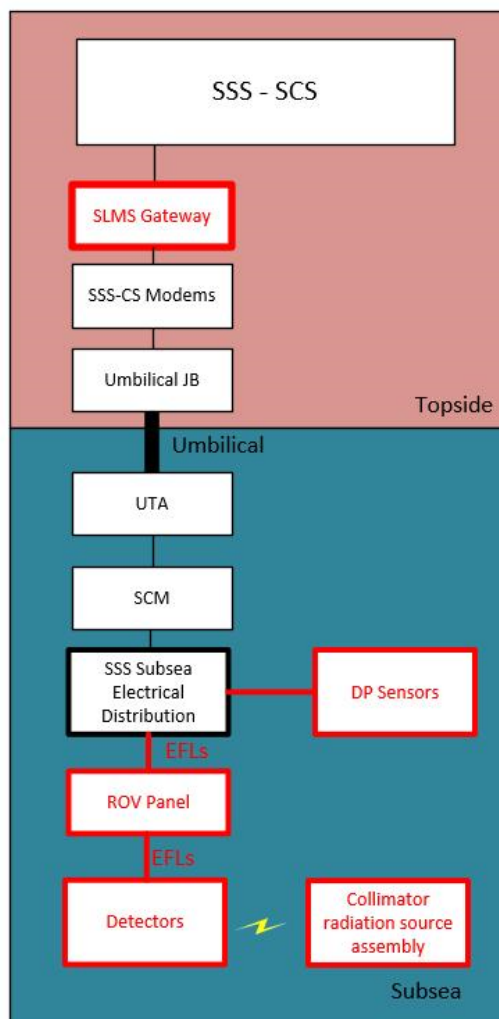 SSS - SCS
SLMS Gateway
SSS-CS Modems
Umbilical JB
Topside
Umbilical
UTA
SCM
SSS Subsea
Electrical
Distribution
DP Sensors
EFLs
ROV Panel
EFLs
Detectors
Collimator
radiation source
assembly
Subsea